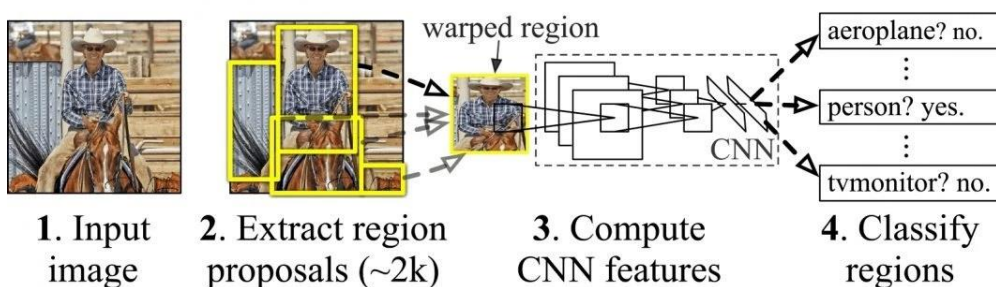 warped region
aeroplane? no.
⋮
person? yes.
⋮
tvmonitor? no.
CNN
1. Input
image
2. Extract region
proposals (~2k)
3. Compute
CNN features
4. Classify
regions